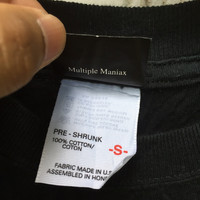 Multiple Maniax
PRE - SHRUNK
100% COTTON/
COTON
-S-
FABRIC MADE IN U.
ASSEMBLED IN HON